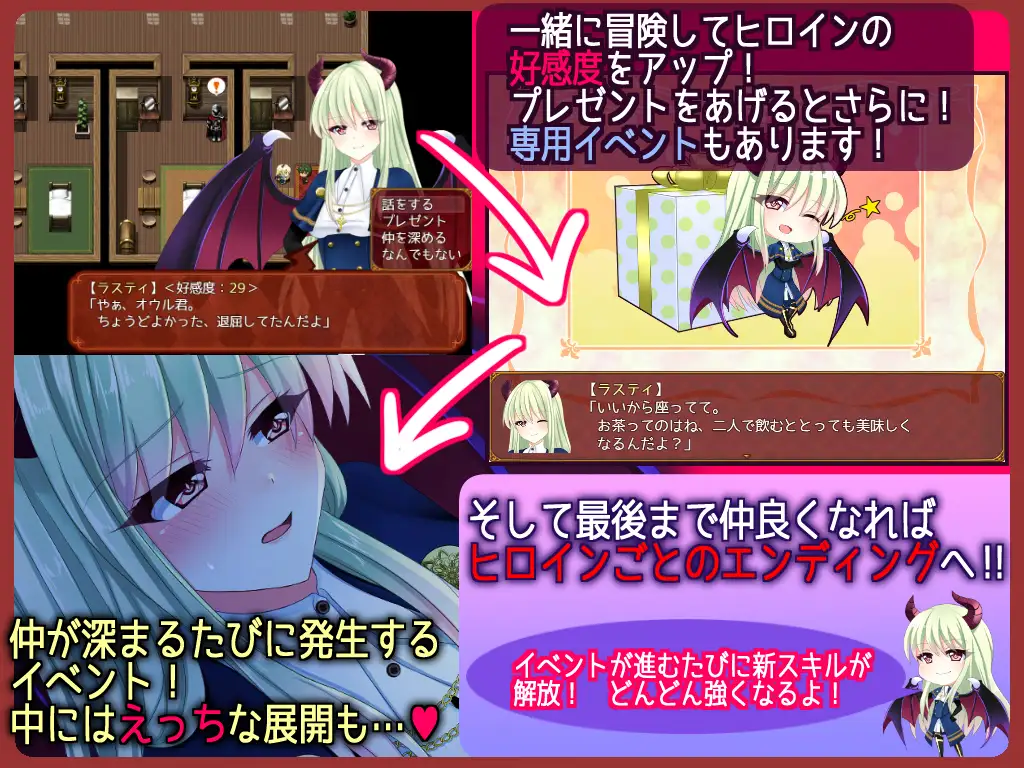 一緒に冒険してヒロインの
好感度をアップ！
プレゼントをあげるとさらに！
専用イベントもあります！
話をする
プレゼント
仲を深める
なんでもない
【ラスティ】＜好感度：29＞
「やぁ、オウル君。
ちょうどよかった、退屈してたんだよ」
【ラスティ】
「いいから座ってて。
お茶ってのはね、二人で飲むととっても美味しく
なるんだよ？」
仲が深まるたびに発生する
イベント！
中にはえっちな展開も…♥
そして最後まで仲良くなれば
ヒロインごとのエンディングへ!!
イベントが進むたびに新スキルが
解放！　どんどん強くなるよ！